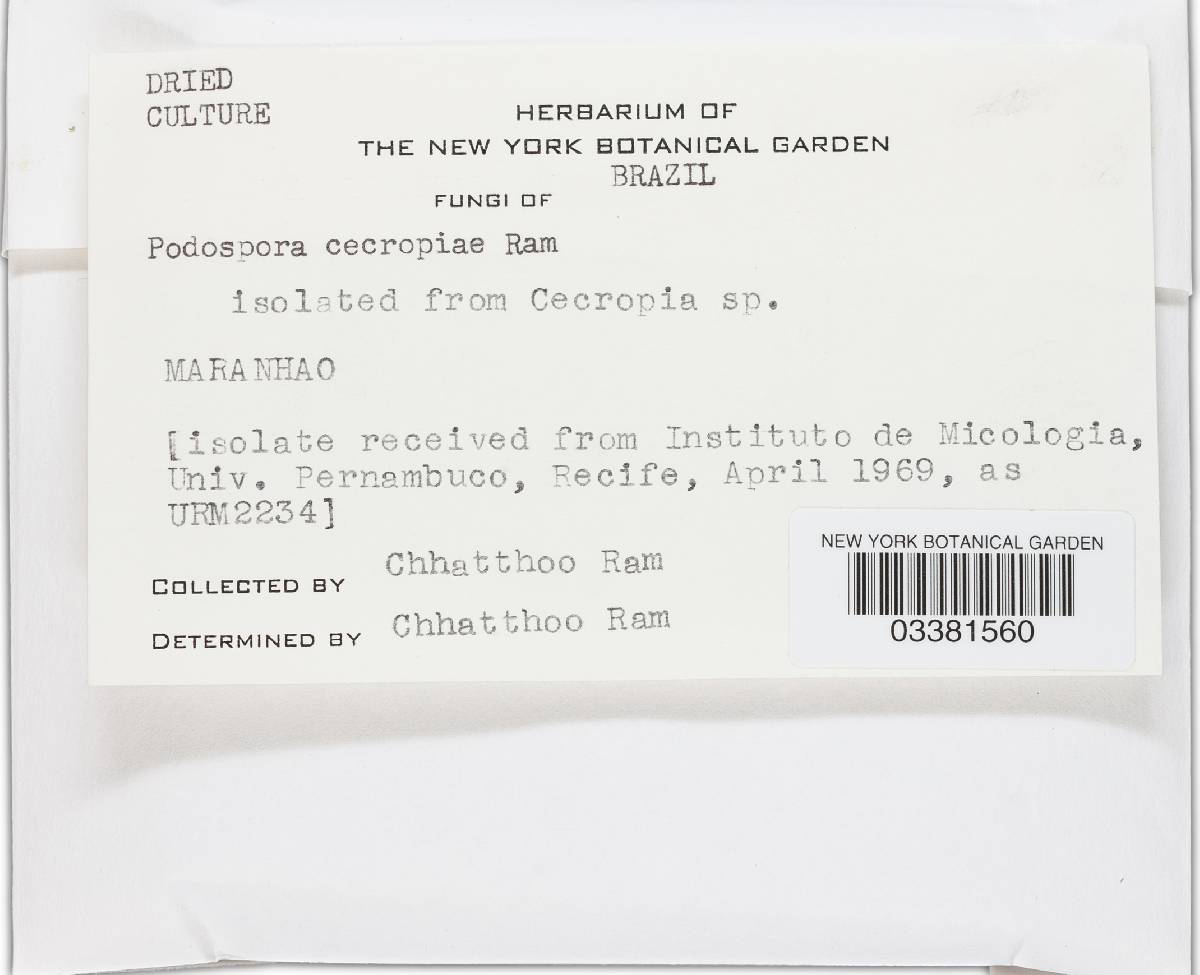 DRIED
CULTURE
HERBARIUM OF
THE NEW YORK BOTANICAL GARDEN
BRAZIL
FUNGI OF
Podospora cecropiae Ram
isolated from Cecropia sp.
MARANHAO
[isolate received from Instituto de Micologia,
Univ. Pernambuco, Recife, April 1969, as
URM2234]
COLLECTED BY Chhatthoo Ram
DETERMINED BY Chhatthoo Ram
NEW YORK BOTANICAL GARDEN
03381560